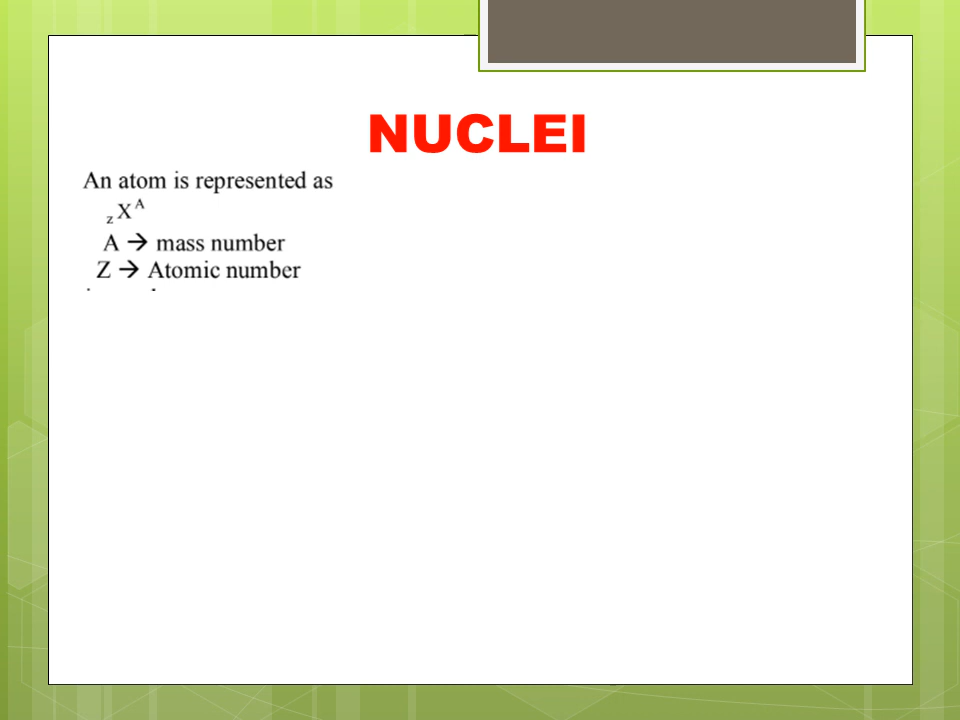 NUCLEI
An atom is represented as
zXᴬ
A → mass number
Z → Atomic number